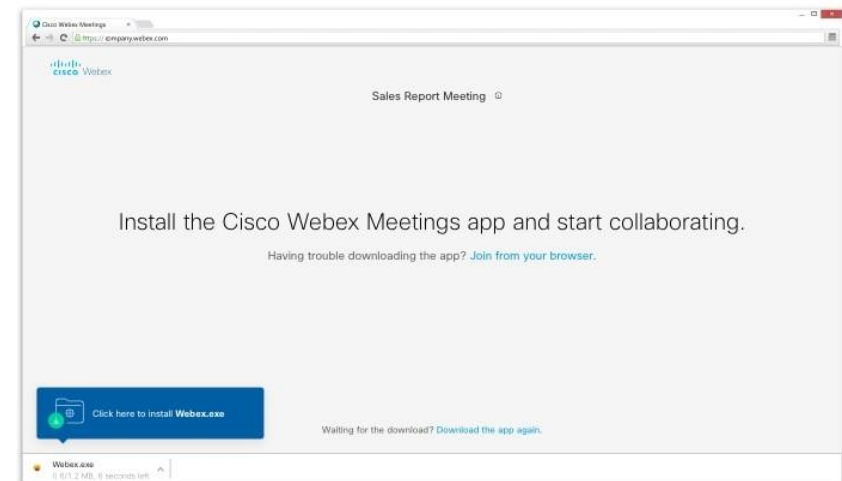 Cisco Webex Meetings
https://company.webex.com
CISCO Webex
Sales Report Meeting
Install the Cisco Webex Meetings app and start collaborating.
Having trouble downloading the app? Join from your browser.
Click here to install Webex.exe
Waiting for the download? Download the app again.
Webex.exe
0.6/1.2 MB, 8 seconds left